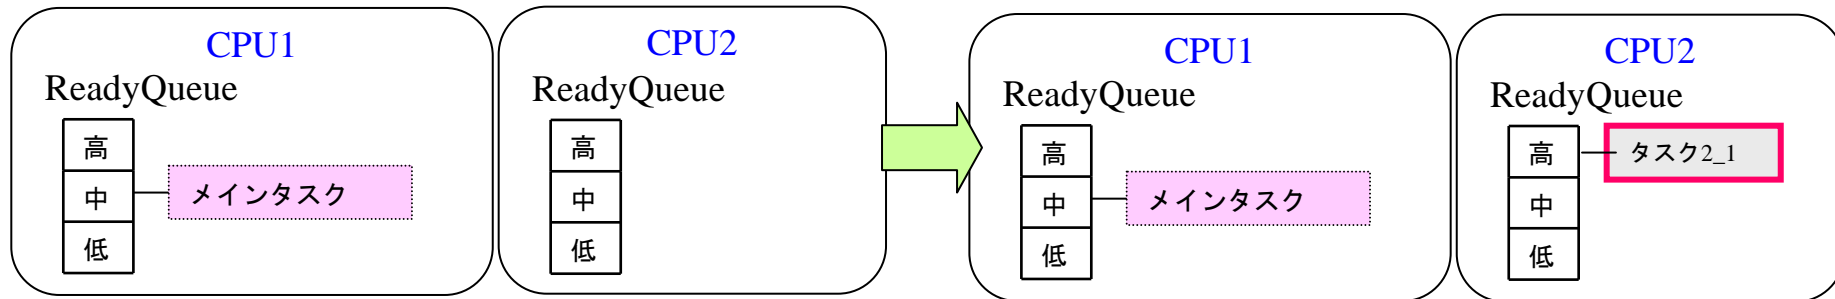 CPU1
ReadyQueue
高
中
低
メインタスク
CPU2
ReadyQueue
高
中
低
CPU1
ReadyQueue
高
中
低
メインタスク
CPU2
ReadyQueue
高
中
低
タスク2_1